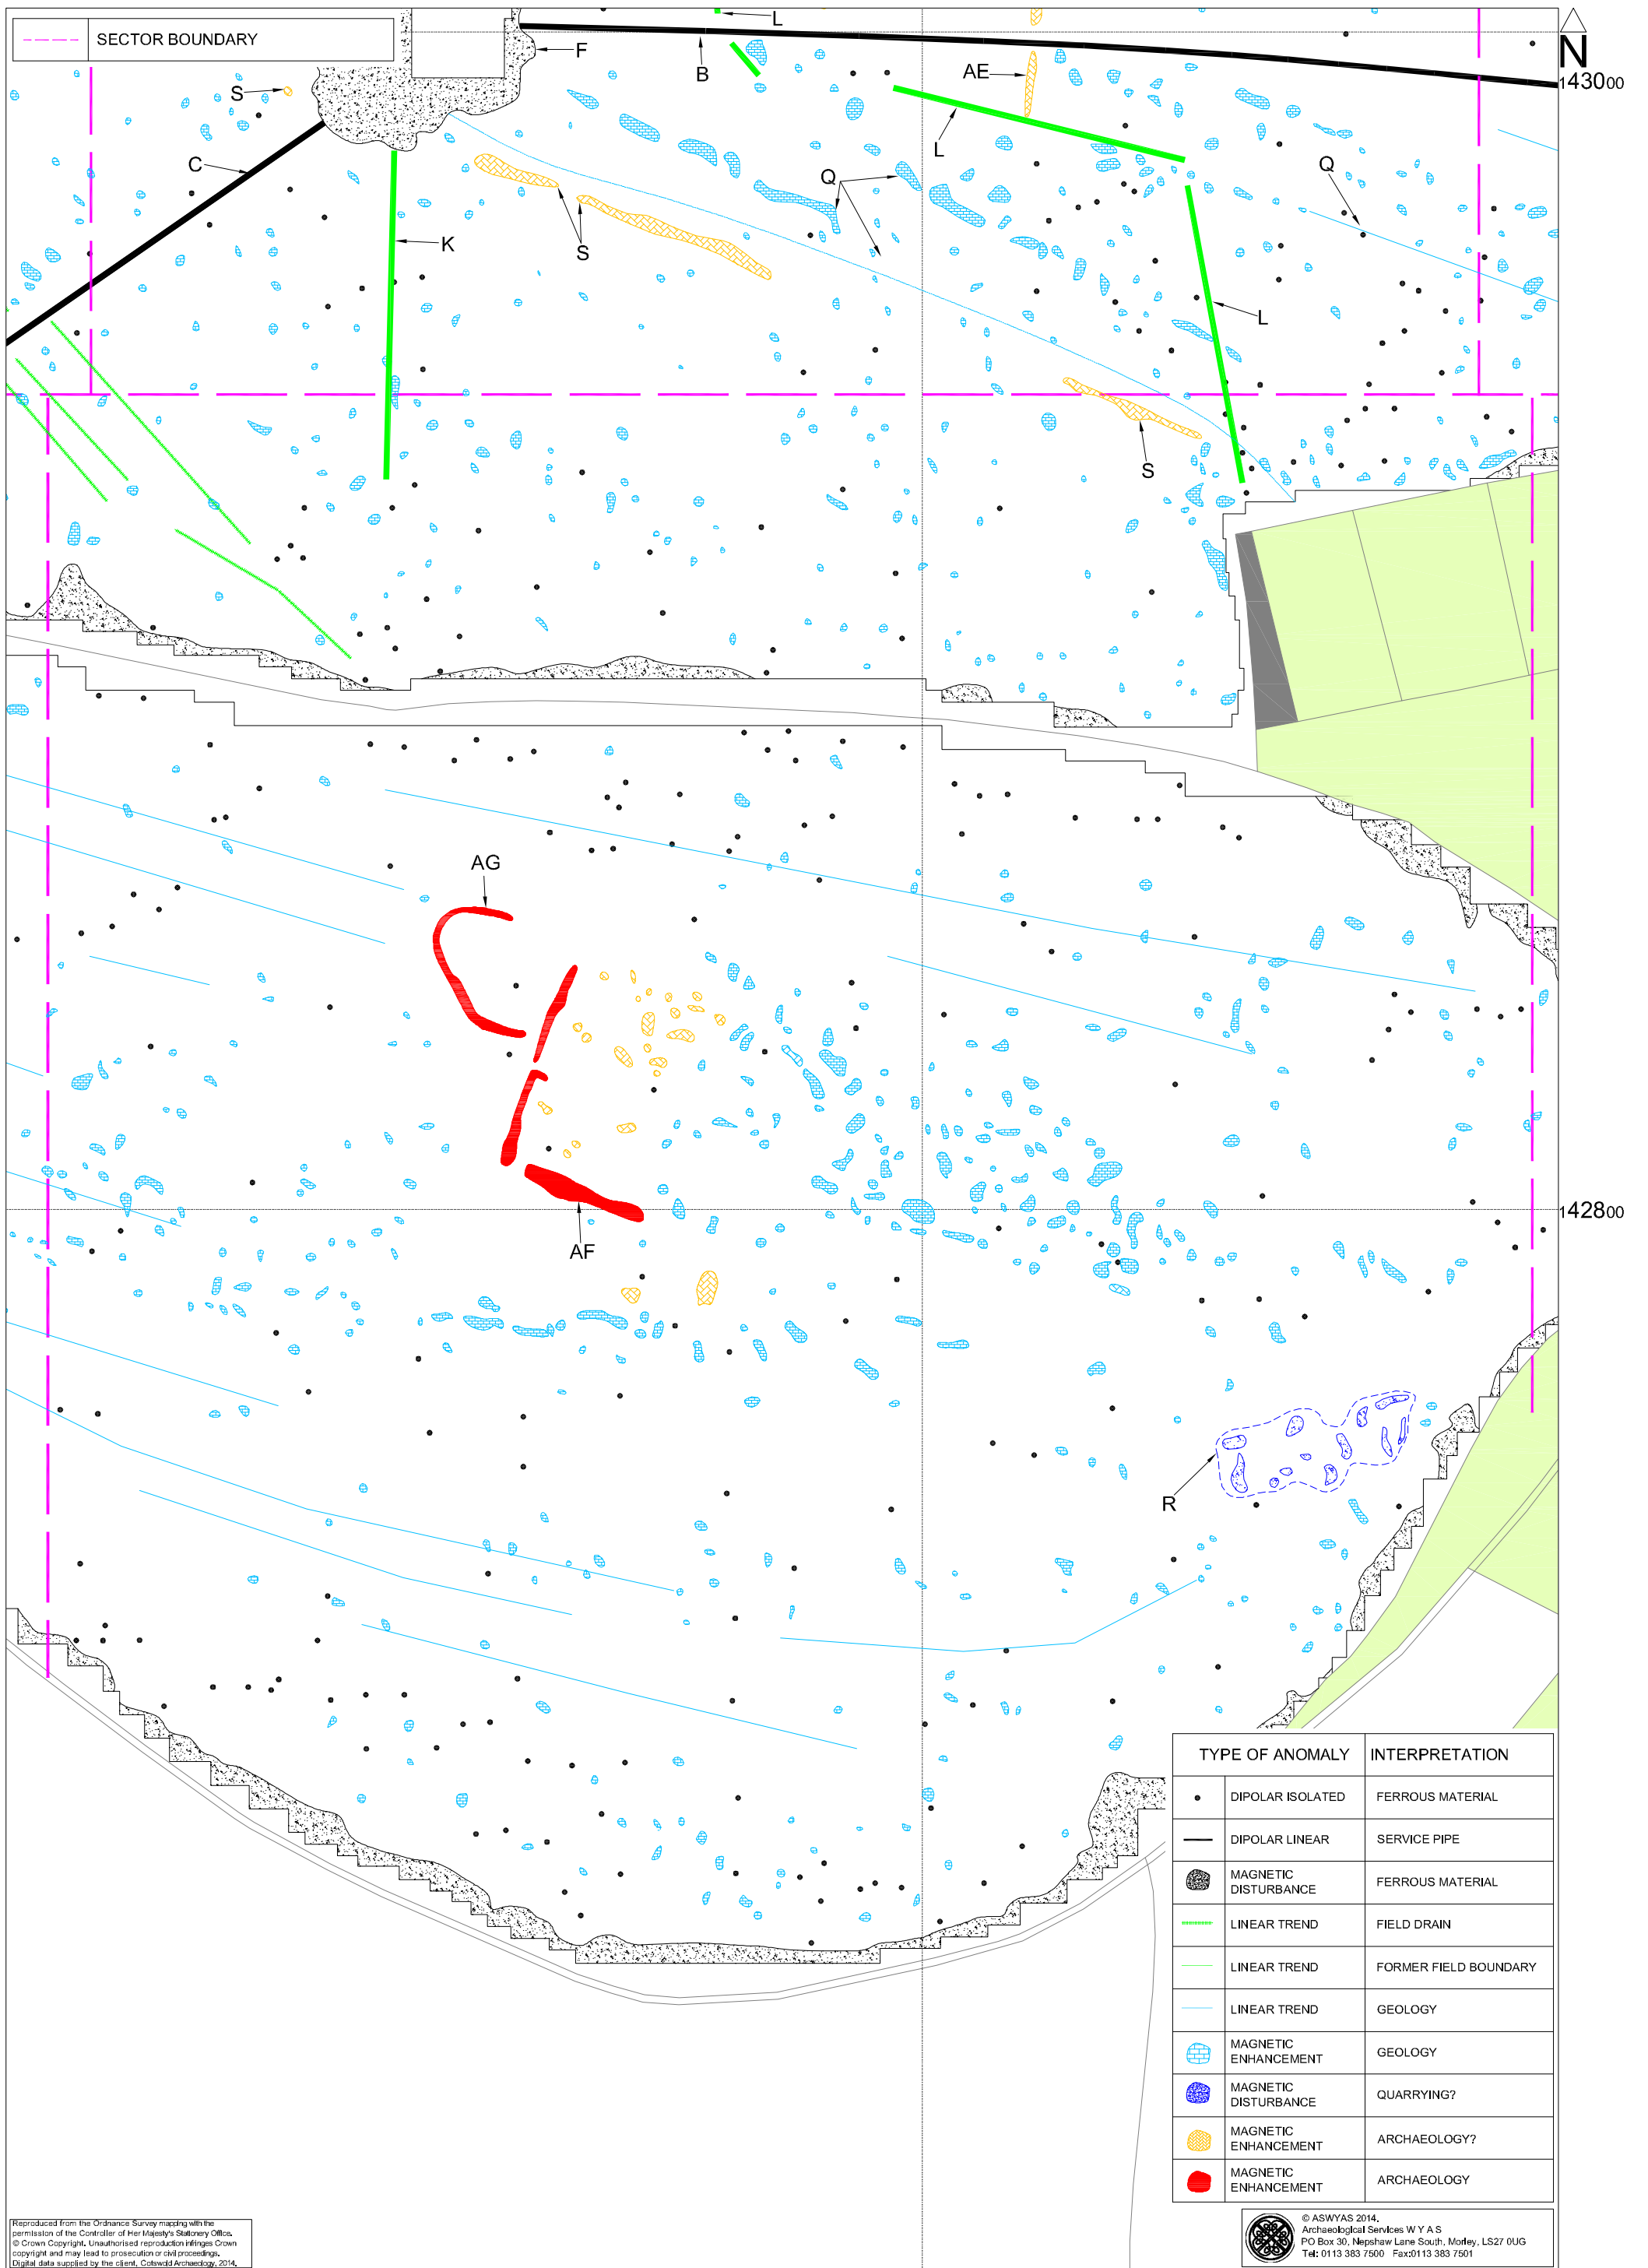 SECTOR BOUNDARY
L
F
B
AE
N
143000
S
L
C
Q
Q
K
S
L
S
AG
142800
AF
R
TYPE OF ANOMALY INTERPRETATION
DIPOLAR ISOLATED FERROUS MATERIAL
DIPOLAR LINEAR SERVICE PIPE
MAGNETIC
DISTURBANCE FERROUS MATERIAL
LINEAR TREND FIELD DRAIN
LINEAR TREND FORMER FIELD BOUNDARY
LINEAR TREND GEOLOGY
MAGNETIC
ENHANCEMENT GEOLOGY
MAGNETIC
DISTURBANCE QUARRYING?
MAGNETIC
ENHANCEMENT ARCHAEOLOGY?
MAGNETIC
ENHANCEMENT ARCHAEOLOGY
Reproduced from the Ordnance Survey mapping with the
permission of the Controller of Her Majesty's Stationery Office.
© Crown Copyright. Unauthorised reproduction infringes Crown
copyright and may lead to prosecution or civil proceedings.
Digital data supplied by the client, Cotswold Archaeology, 2014.
© ASWYAS 2014.
Archaeological Services W Y A S
PO Box 30, Nepshaw Lane South, Morley, LS27 0UG
Tel: 0113 383 7500 Fax:0113 383 7501